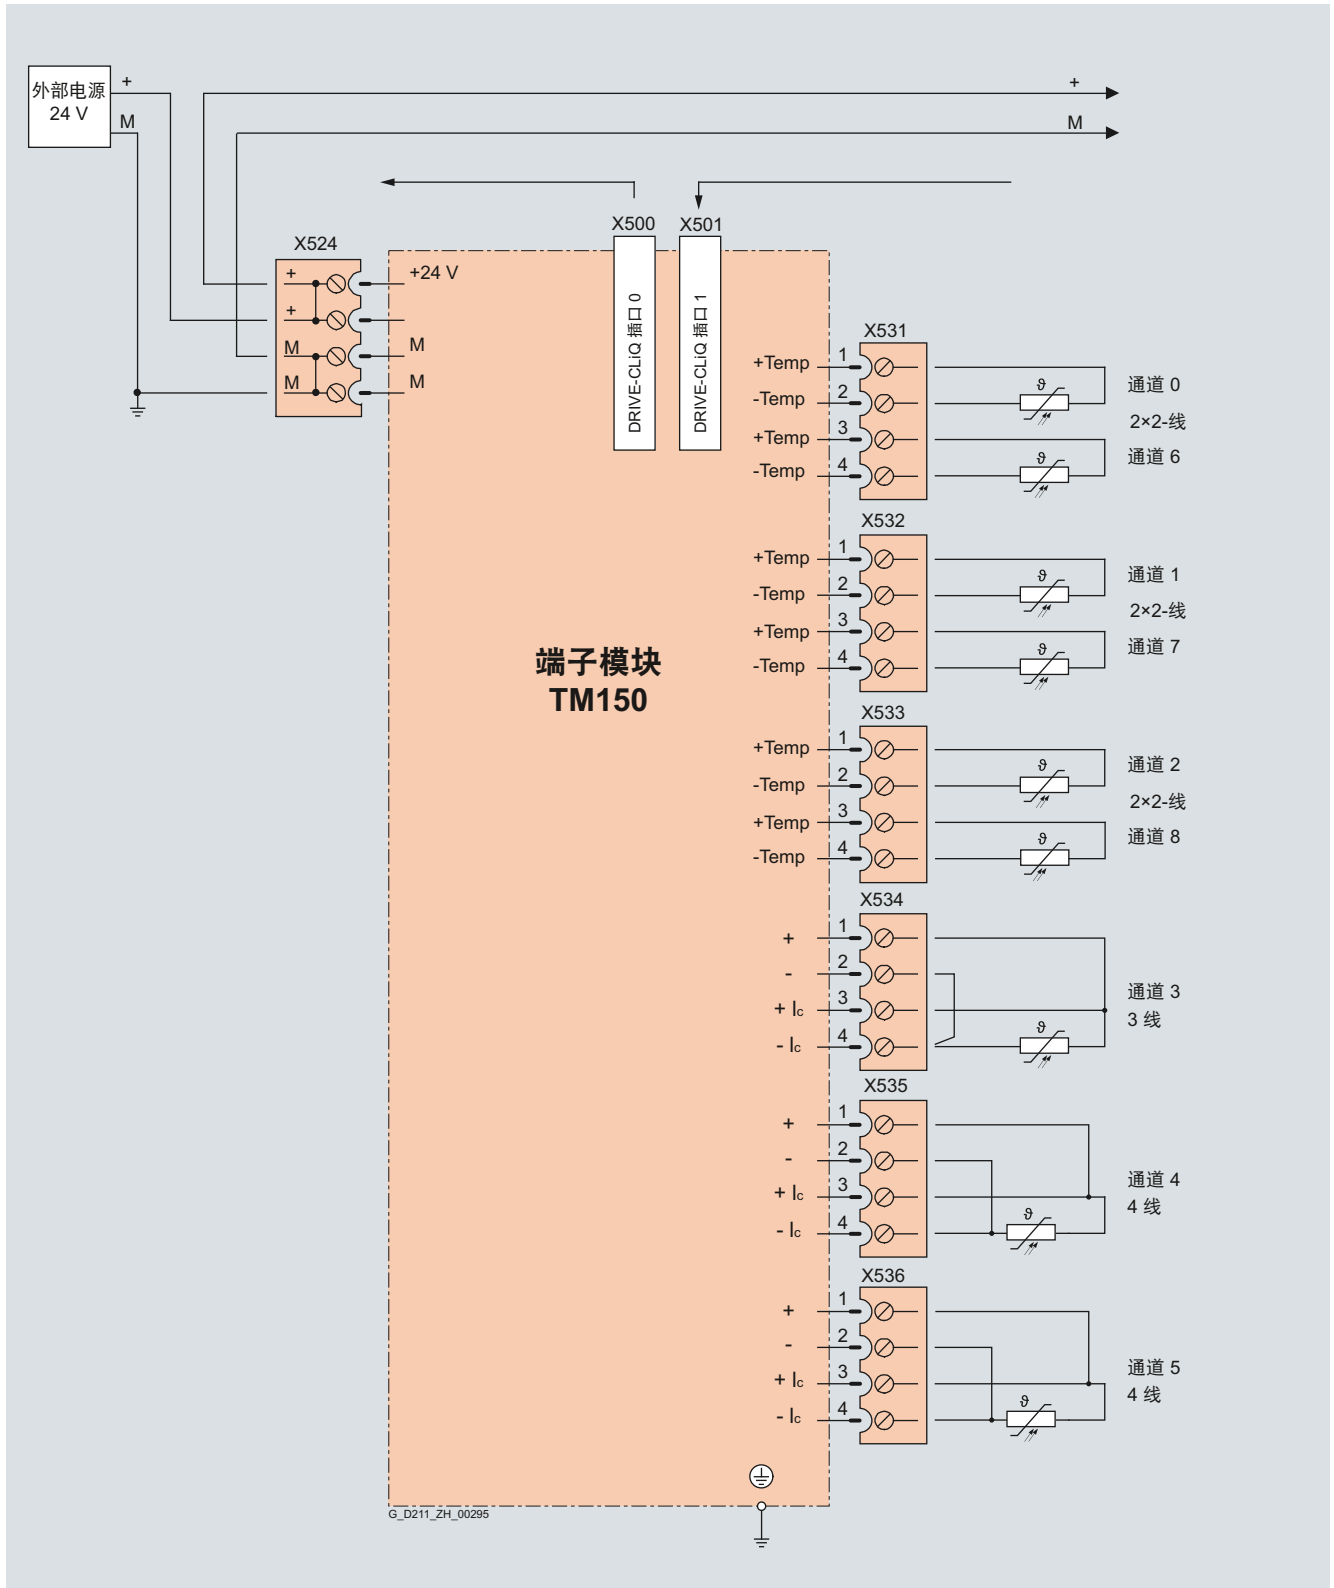 外部电源
24 V
+
M
+
M
X500
X501
X524
+
+
M
M
+24 V
M
M
DRIVE-CLiQ 插口 0
DRIVE-CLiQ 插口 1
端子模块
TM150
X531
+Temp 1
-Temp 2
+Temp 3
-Temp 4
ϑ
ϑ
通道 0
2×2-线
通道 6
X532
+Temp 1
-Temp 2
+Temp 3
-Temp 4
ϑ
ϑ
通道 1
2×2-线
通道 7
X533
+Temp 1
-Temp 2
+Temp 3
-Temp 4
ϑ
ϑ
通道 2
2×2-线
通道 8
X534
+ 1
- 2
+ Ic 3
- Ic 4
ϑ
通道 3
3 线
X535
+ 1
- 2
+ Ic 3
- Ic 4
ϑ
通道 4
4 线
X536
+ 1
- 2
+ Ic 3
- Ic 4
ϑ
通道 5
4 线
G_D211_ZH_00295